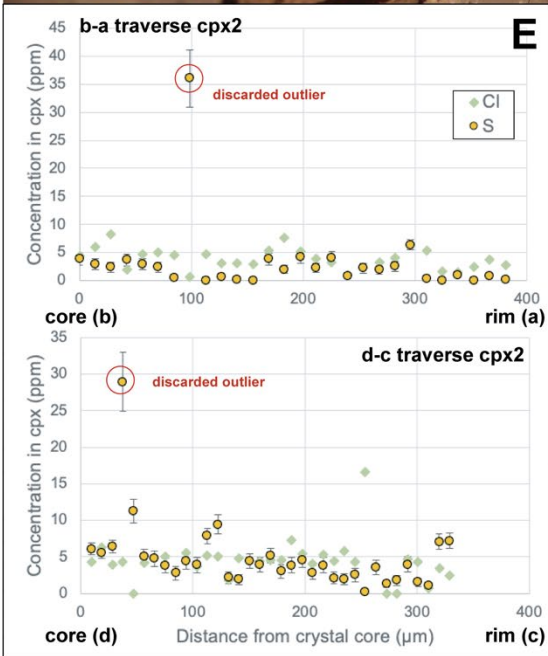 b-a traverse cpx2
E
45
40
35
30
25
20
15
10
5
0
Concentration in cpx (ppm)
discarded outlier
Cl
S
0 100 200 300 400
core (b) rim (a)
d-c traverse cpx2
35
30
25
20
15
10
5
0
Concentration in cpx (ppm)
discarded outlier
0 100 200 300 400
core (d) Distance from crystal core (µm) rim (c)